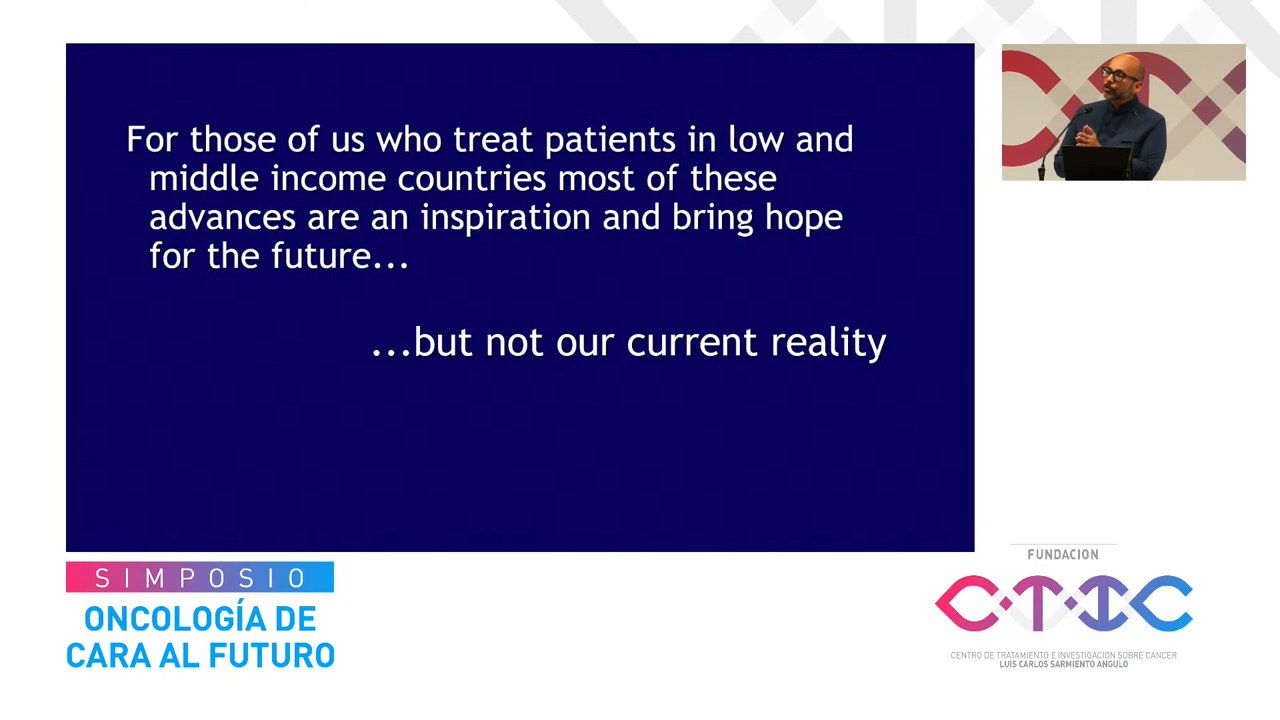 For those of us who treat patients in low and
middle income countries most of these
advances are an inspiration and bring hope
for the future...
...but not our current reality
SIMPOSIO
ONCOLOGÍA DE
CARA AL FUTURO
FUNDACION
CTIC
CENTRO DE TRATAMIENTO E INVESTIGACION SOBRE CANCER
LUIS CARLOS SARMIENTO ANGULO